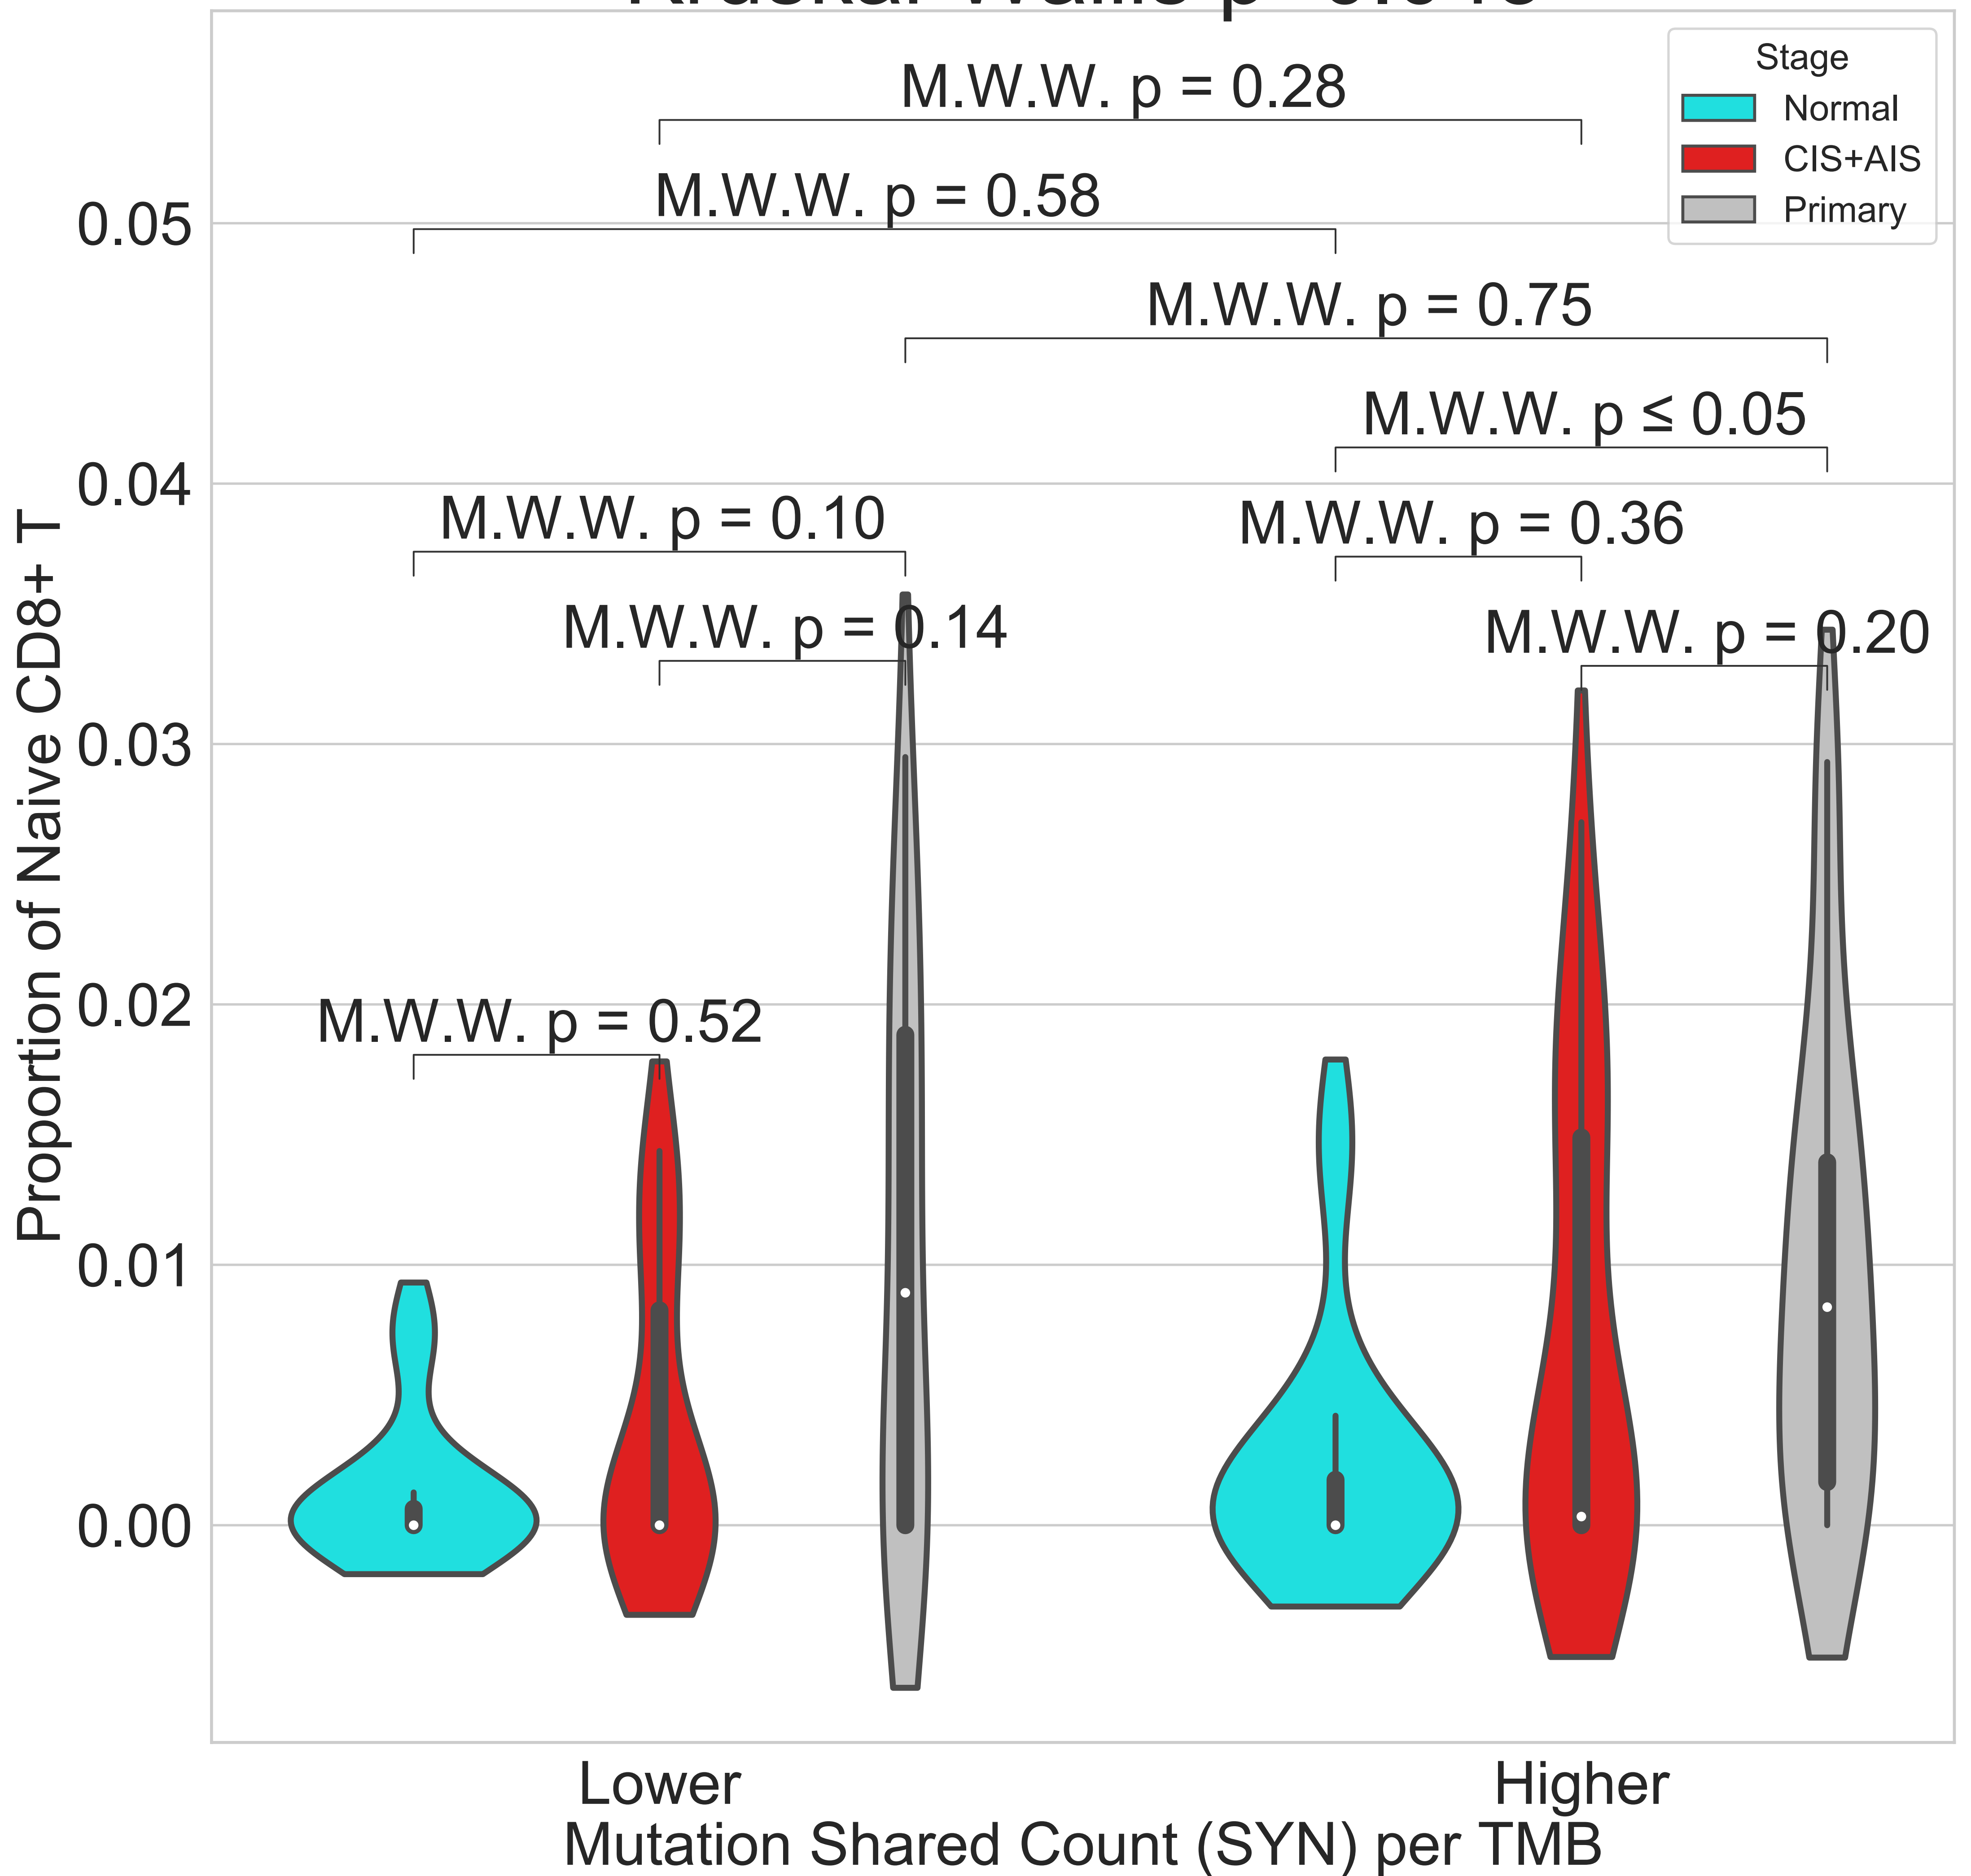 Stage
Normal
CIS+AIS
Primary
M.W.W. p = 0.28
M.W.W. p = 0.58
M.W.W. p = 0.75
M.W.W. p ≤ 0.05
M.W.W. p = 0.10
M.W.W. p = 0.36
M.W.W. p = 0.14
M.W.W. p = 0.20
M.W.W. p = 0.52
0.05
0.04
0.03
0.02
0.01
0.00
Proportion of Naive CD8+ T
Lower
Higher
Mutation Shared Count (SYN) per TMB